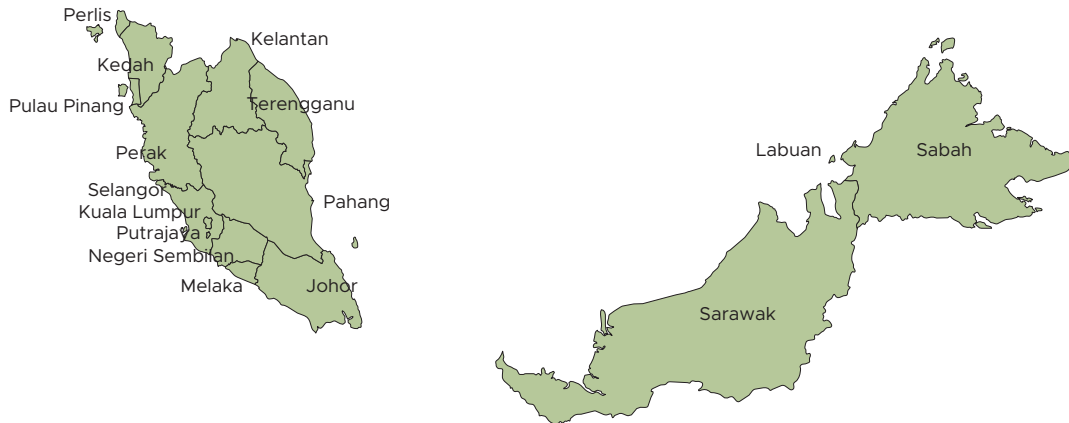 Perlis
Kelantan
Kedah
Terengganu
Pulau Pinang
Perak
Labuan
Sabah
Selangor
Pahang
Kuala Lumpur
Putrajaya
Negeri Sembilan
Melaka
Johor
Sarawak